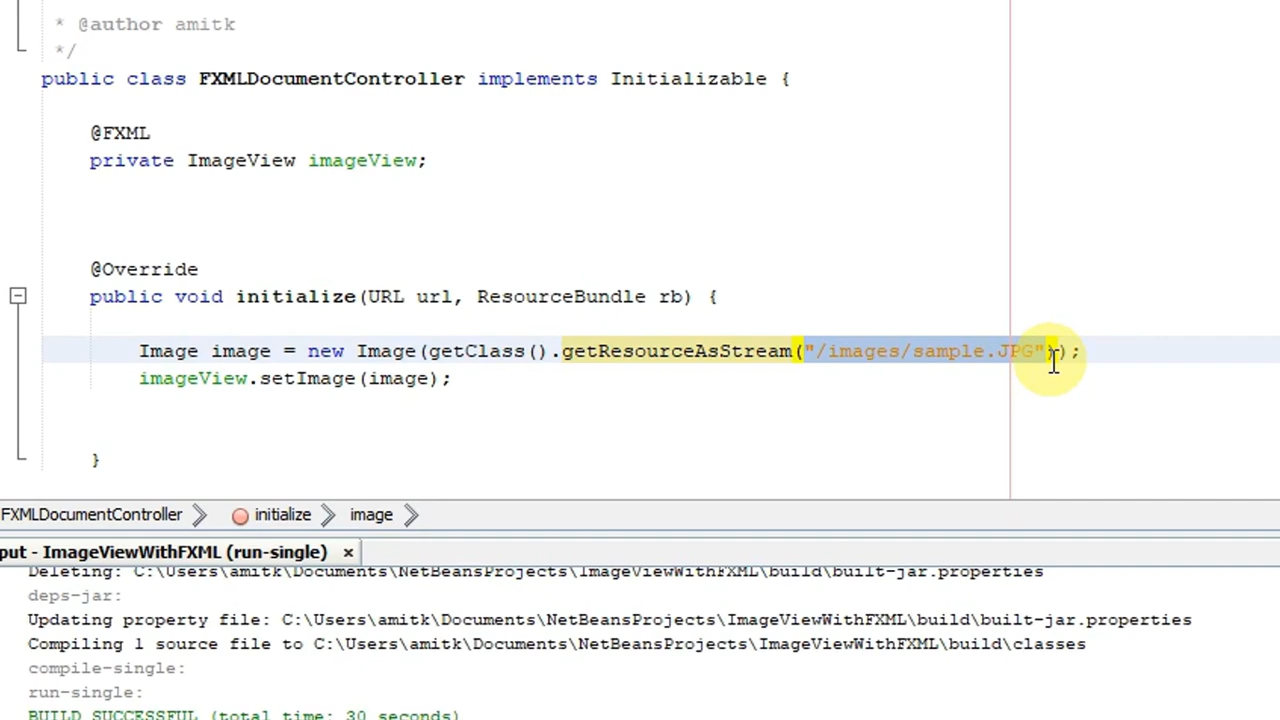 * @author amitk
*/
public class FXMLDocumentController implements Initializable {
@FXML
private ImageView imageView;
@Override
public void initialize(URL url, ResourceBundle rb) {
Image image = new Image(getClass().getResourceAsStream("/images/sample.JPG"));
imageView.setImage(image);
}
FXMLDocumentController initialize image
put - ImageViewWithFXML (run-single) ×
Deleting: C:\Users\amitk\Documents\NetBeansProjects\ImageViewWithFXML\build\built-jar.properties
deps-jar:
Updating property file: C:\Users\amitk\Documents\NetBeansProjects\ImageViewWithFXML\build\built-jar.properties
Compiling 1 source file to C:\Users\amitk\Documents\NetBeansProjects\ImageViewWithFXML\build\classes
compile-single:
run-single:
BUILD SUCCESSFUL (total time: 30 seconds)